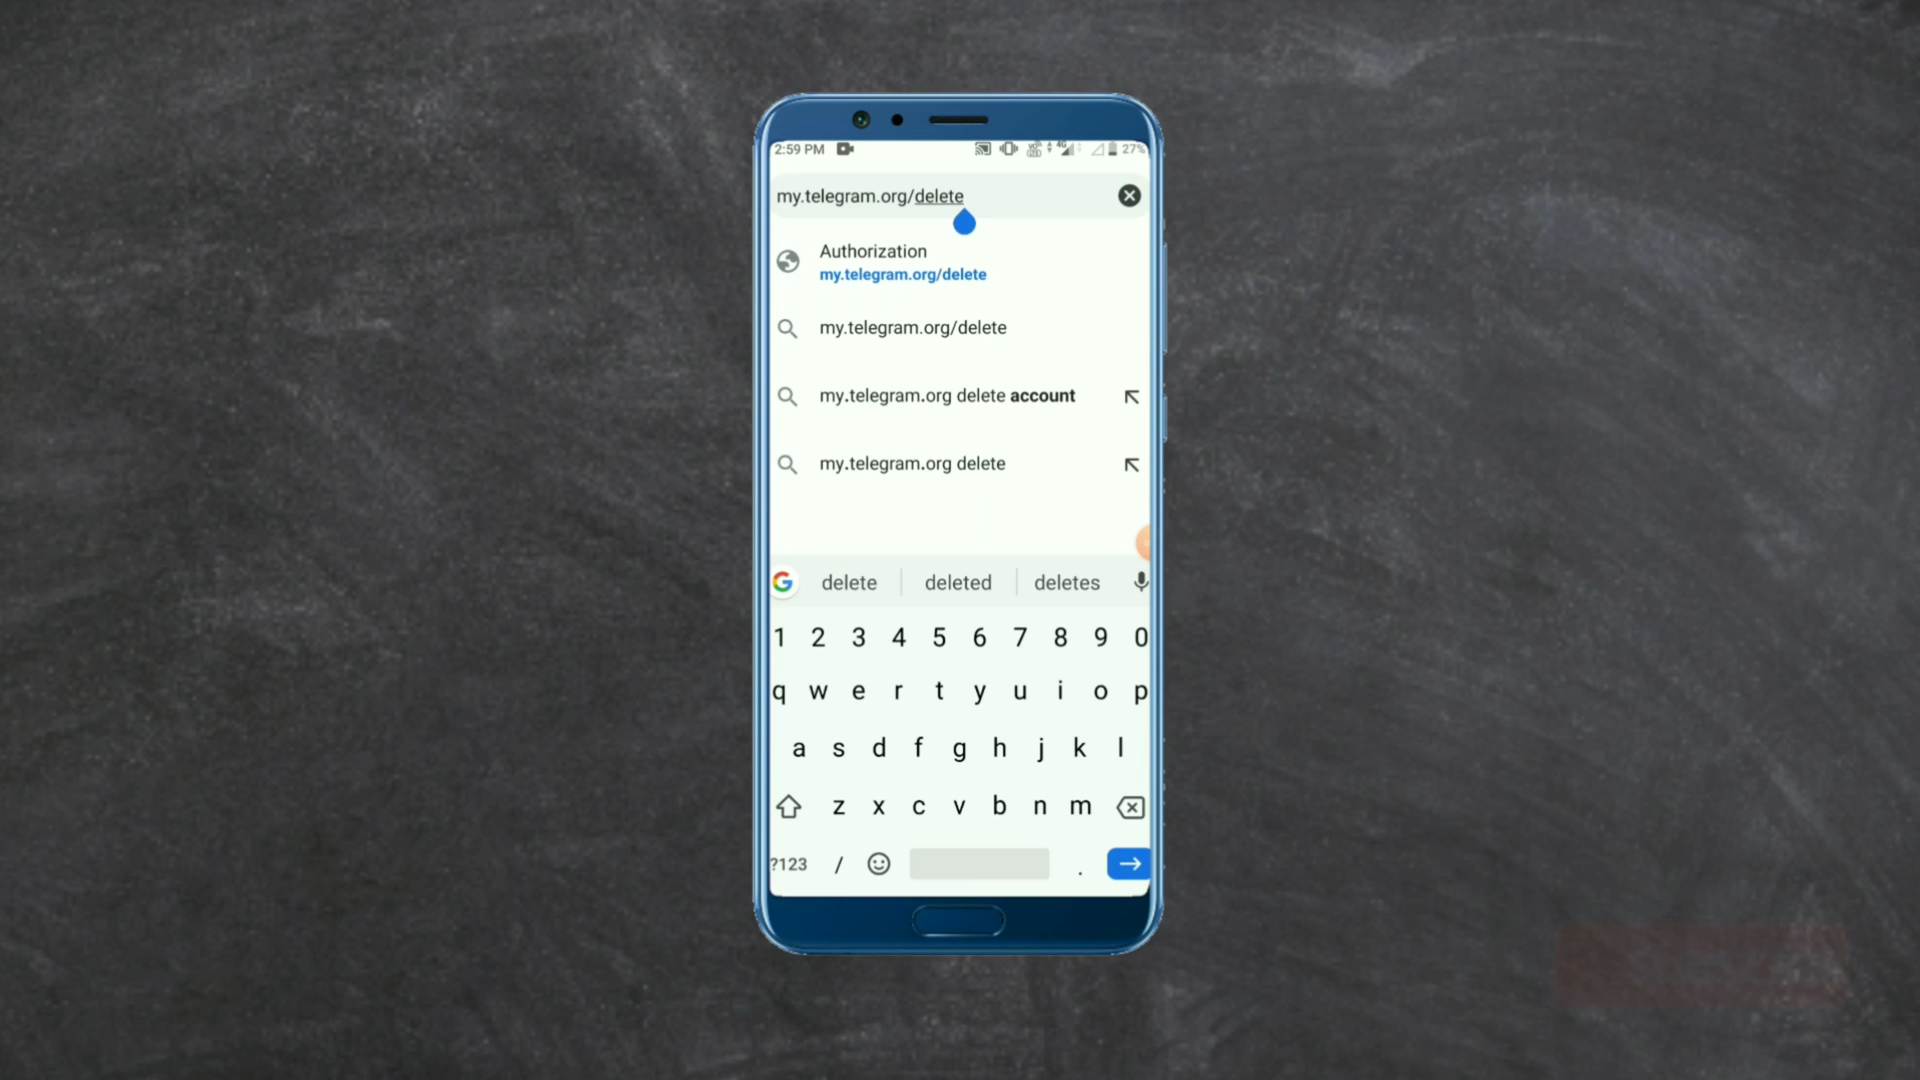 2:59 PM 4G 27%
my.telegram.org/delete
Authorization
my.telegram.org/delete
my.telegram.org/delete
my.telegram.org delete account
my.telegram.org delete
G delete deleted deletes
1 2 3 4 5 6 7 8 9 0
q w e r t y u i o p
a s d f g h j k l
z x c v b n m
?123 / .